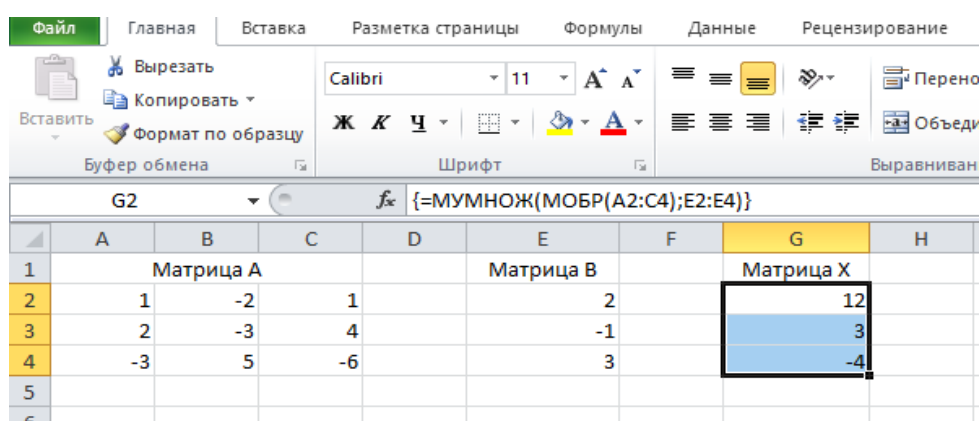 Файл Главная Вставка Разметка страницы Формулы Данные Рецензирование
Вырезать
Копировать
Формат по образцу
Вставить
Calibri 11 A A
Ж К Ч A
Перено
Объеди
Буфер обмена Шрифт Выравниван
G2 fx {=МУМНОЖ(МОБР(A2:C4);E2:E4)}
A B C D E F G H
1 Матрица А Матрица В Матрица Х
2 1 -2 1 2 12
3 2 -3 4 -1 3
4 -3 5 -6 3 -4
5